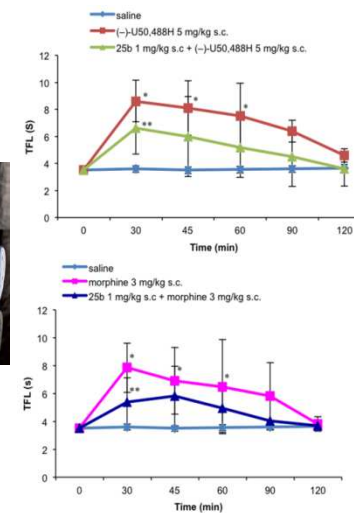 saline
(–)-U50,488H 5 mg/kg s.c.
25b 1 mg/kg s.c + (–)-U50,488H 5 mg/kg s.c.
12
10
8
6
4
2
0
TFL (S)
*
*
*
**
0 30 45 60 90 120
Time (min)
saline
morphine 3 mg/kg s.c.
25b 1 mg/kg s.c + morphine 3 mg/kg s.c.
12
10
8
6
4
2
0
TFL (s)
*
*
*
**
0 30 45 60 90 120
Time (min)